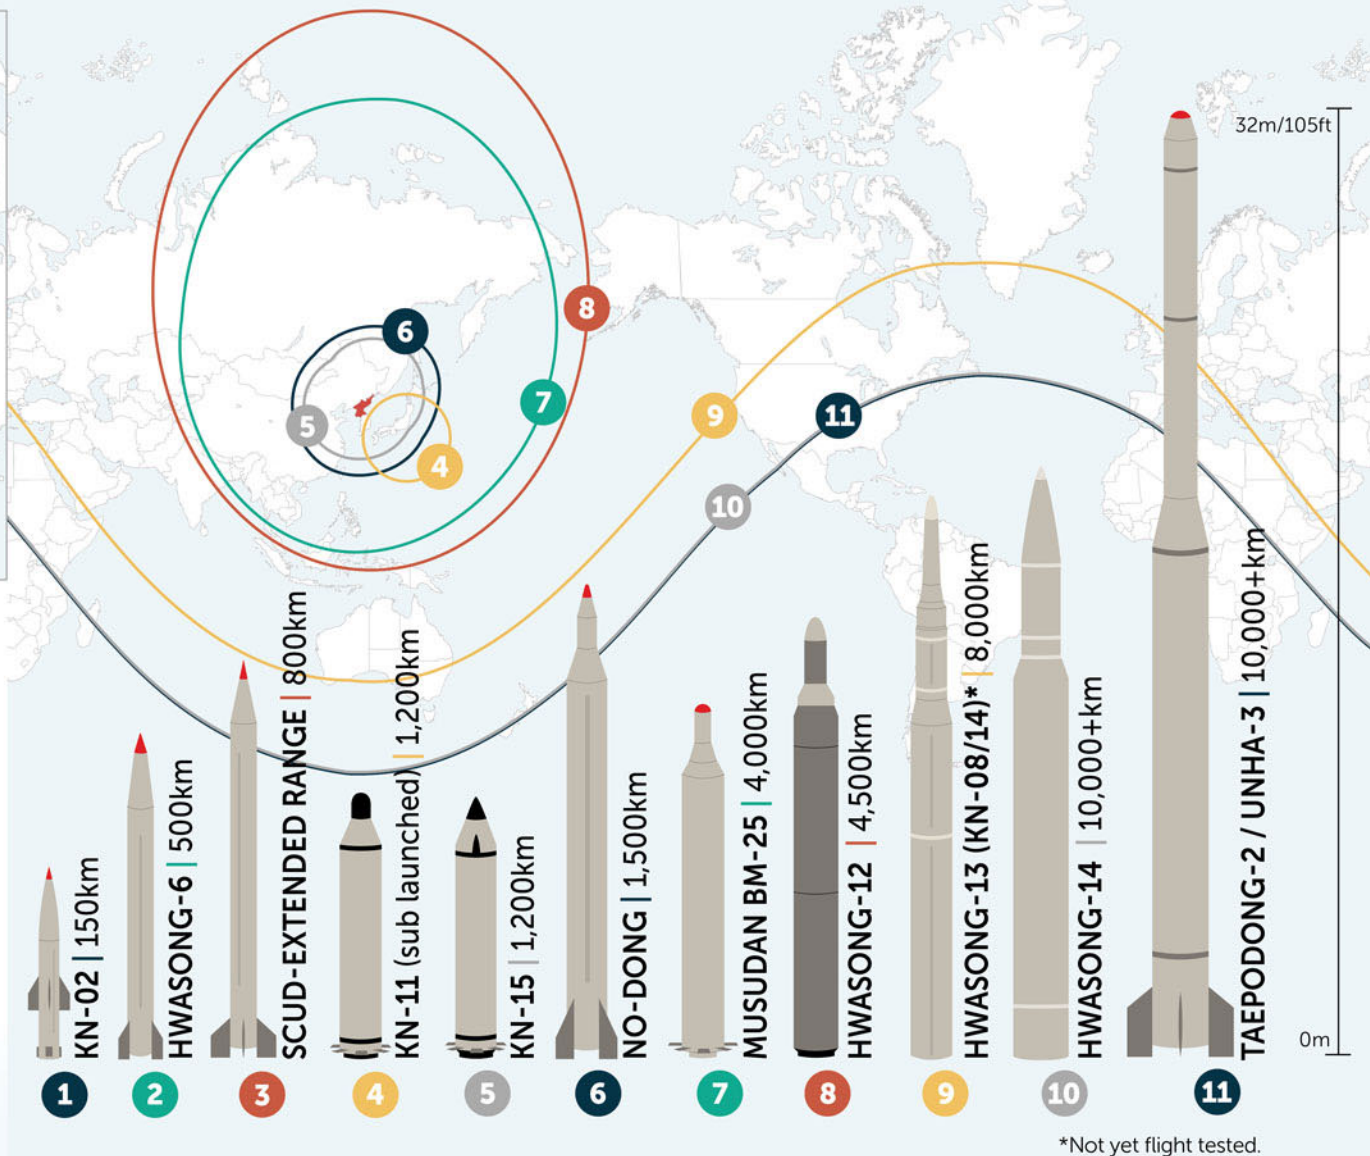 32m/105ft
8
6
7
5
4
9
11
10
KN-02 | 150km
HWASONG-6 | 500km
SCUD-EXTENDED RANGE | 800km
KN-11 (sub launched) | 1,200km
KN-15 | 1,200km
NO-DONG | 1,500km
MUSUDAN BM-25 | 4,000km
HWASONG-12 | 4,500km
HWASONG-13 (KN-08/14)* | 8,000km
HWASONG-14 | 10,000+km
TAEPODONG-2 / UNHA-3 | 10,000+km
0m
1
2
3
4
5
6
7
8
9
10
11
*Not yet flight tested.